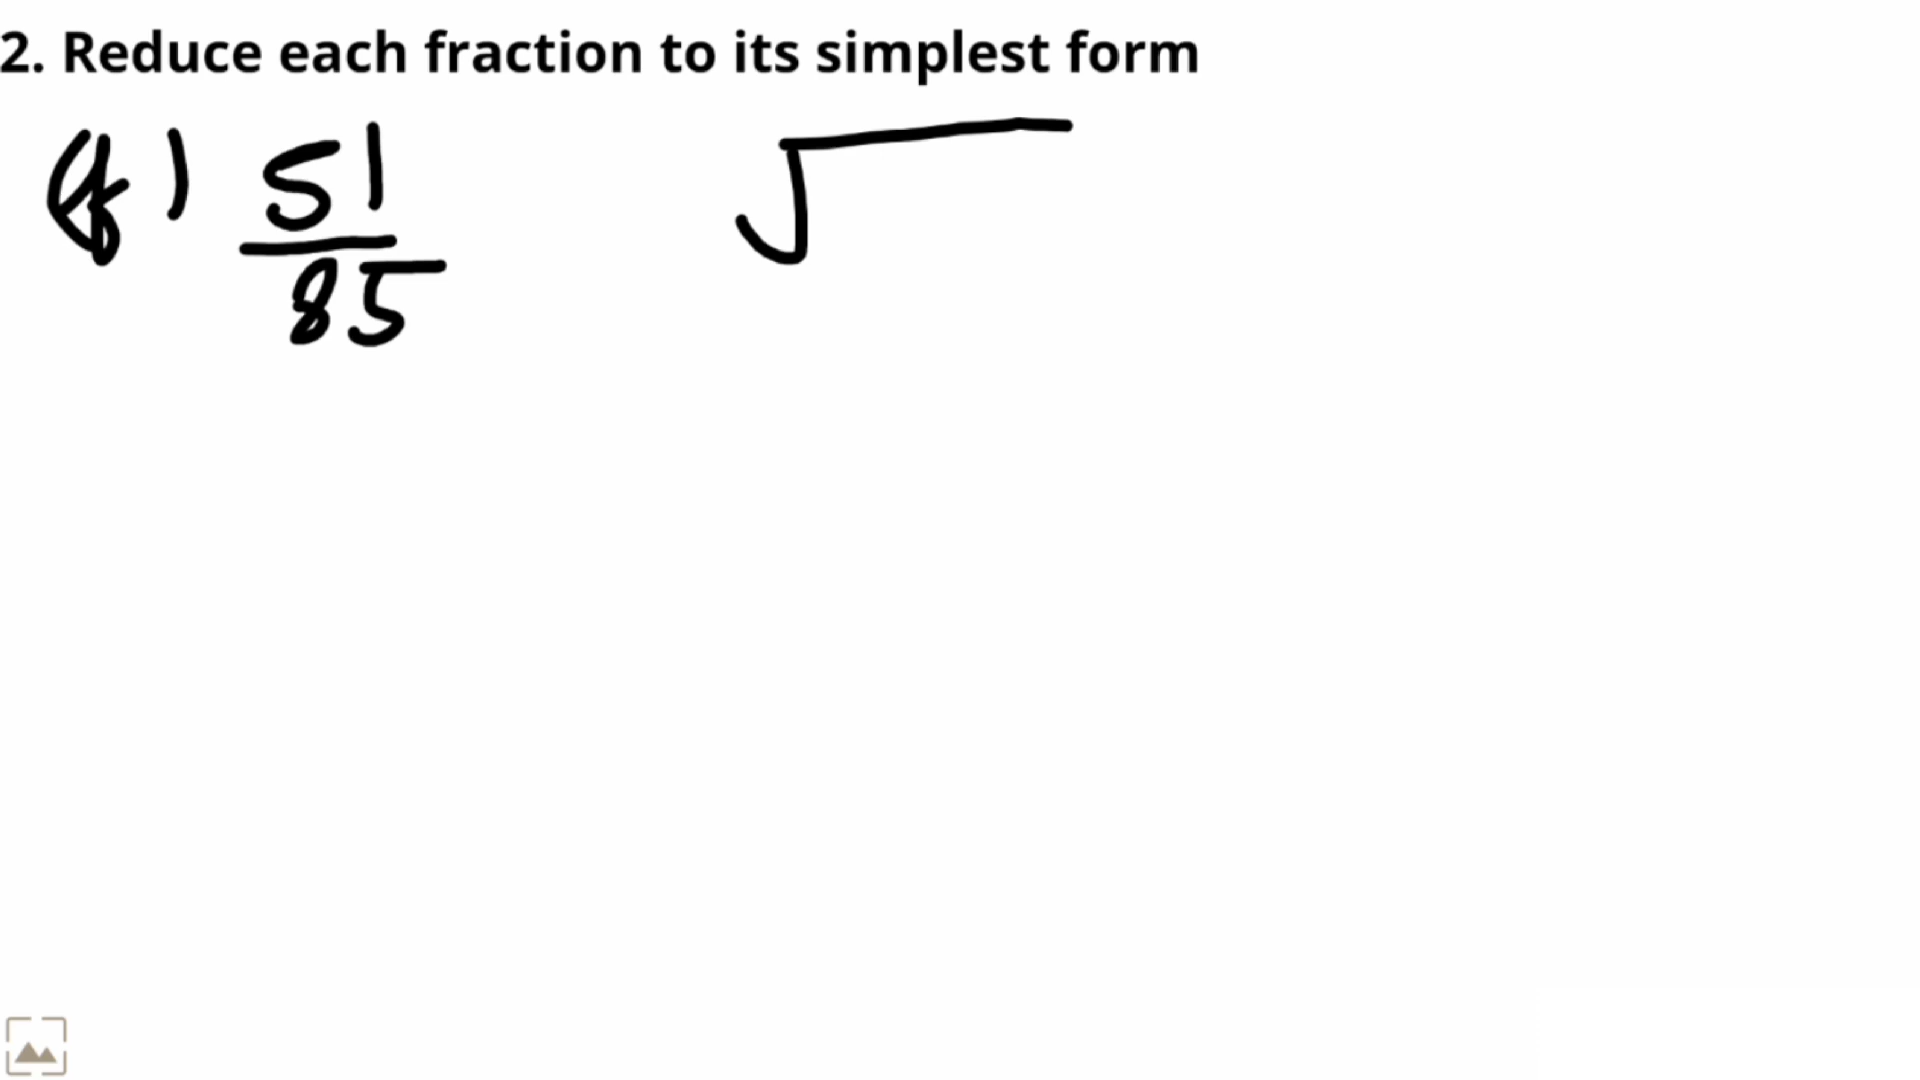 2. Reduce each fraction to its simplest form
(f) 51
85